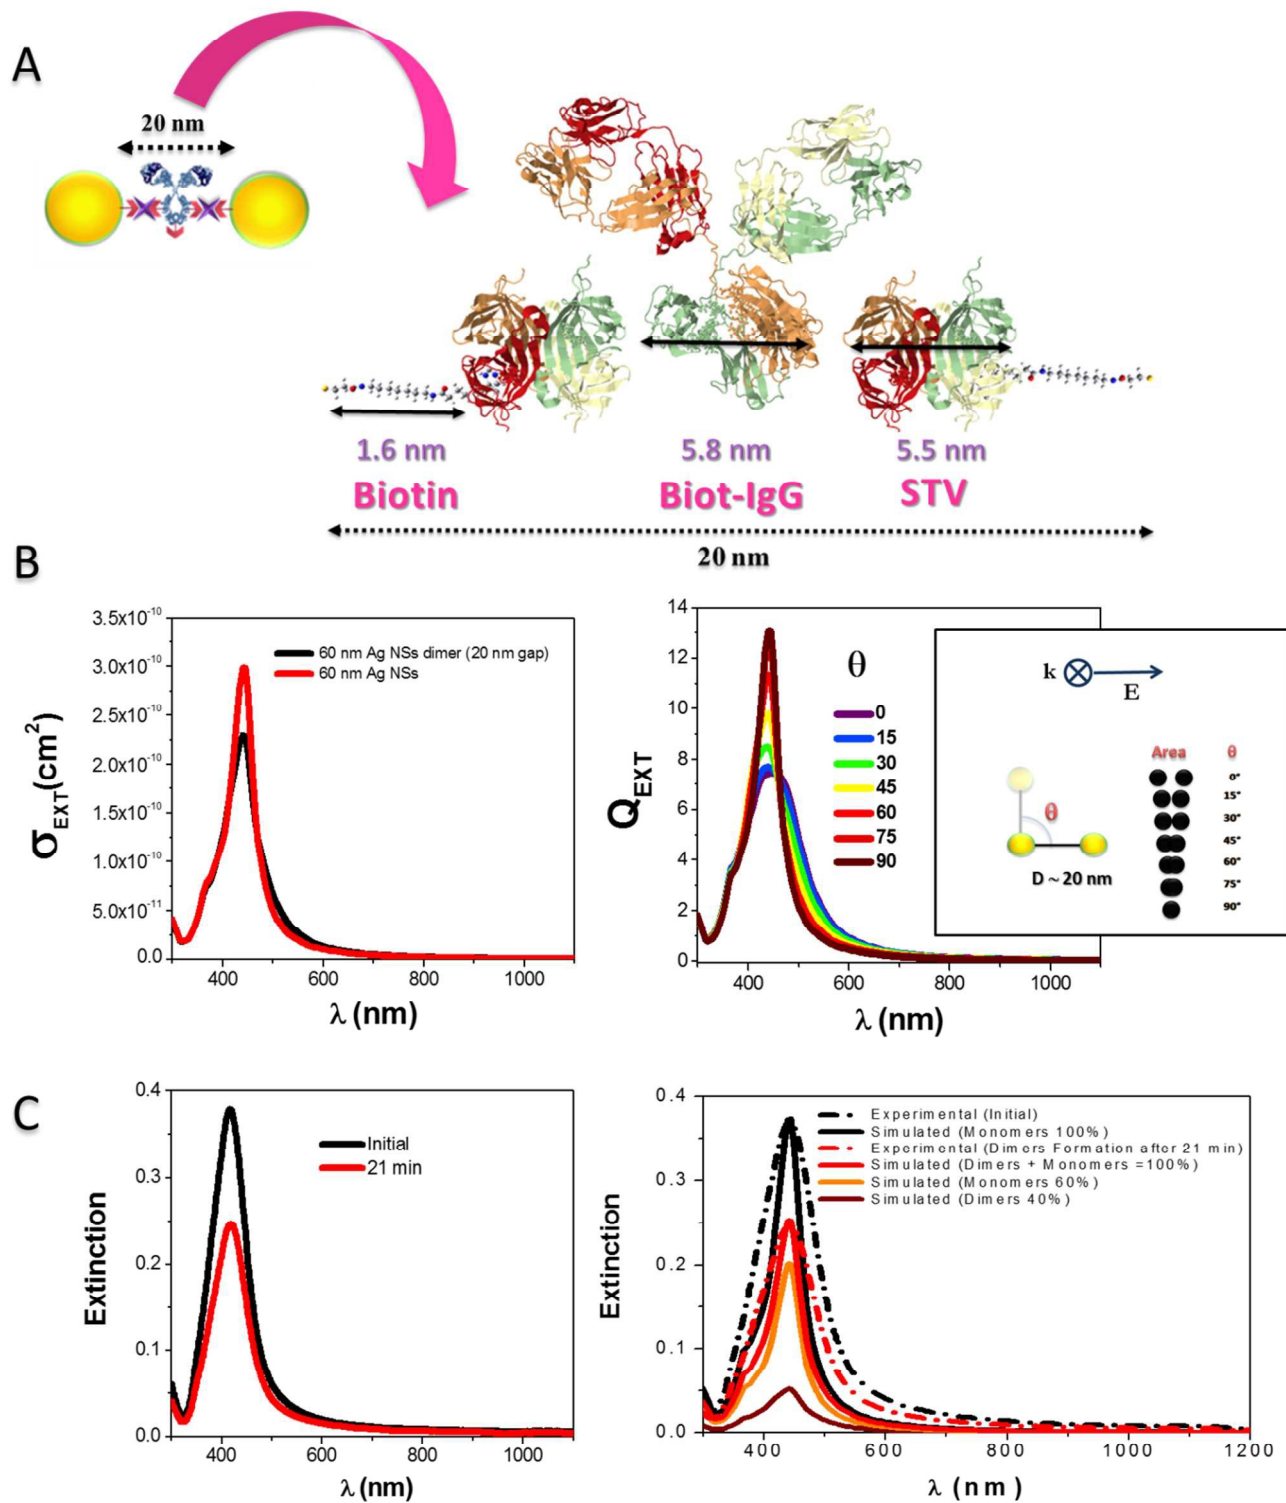 A
20 nm
1.6 nm
5.8 nm
5.5 nm
Biotin
Biot-IgG
STV
20 nm
B
3.5x10⁻¹⁰
3.0x10⁻¹⁰
2.5x10⁻¹⁰
2.0x10⁻¹⁰
1.5x10⁻¹⁰
1.0x10⁻¹⁰
5.0x10⁻¹¹
0.0
σEXT(cm²)
60 nm Ag NSs dimer (20 nm gap)
60 nm Ag NSs
400
600
800
1000
λ (nm)
14
12
10
8
6
4
2
0
QEXT
θ
0
15
30
45
60
75
90
400
600
800
1000
λ (nm)
k
E
θ
D ~ 20 nm
Area
θ
0°
15°
30°
45°
60°
75°
90°
C
0.4
0.3
0.2
0.1
0.0
Extinction
Initial
21 min
400
600
800
1000
λ (nm)
0.4
0.3
0.2
0.1
0.0
Extinction
Experimental (Initial)
Simulated (Monomers 100%)
Experimental (Dimers Formation after 21 min)
Simulated (Dimers + Monomers =100%)
Simulated (Monomers 60%)
Simulated (Dimers 40%)
400
600
800
1000
1200
λ (nm)